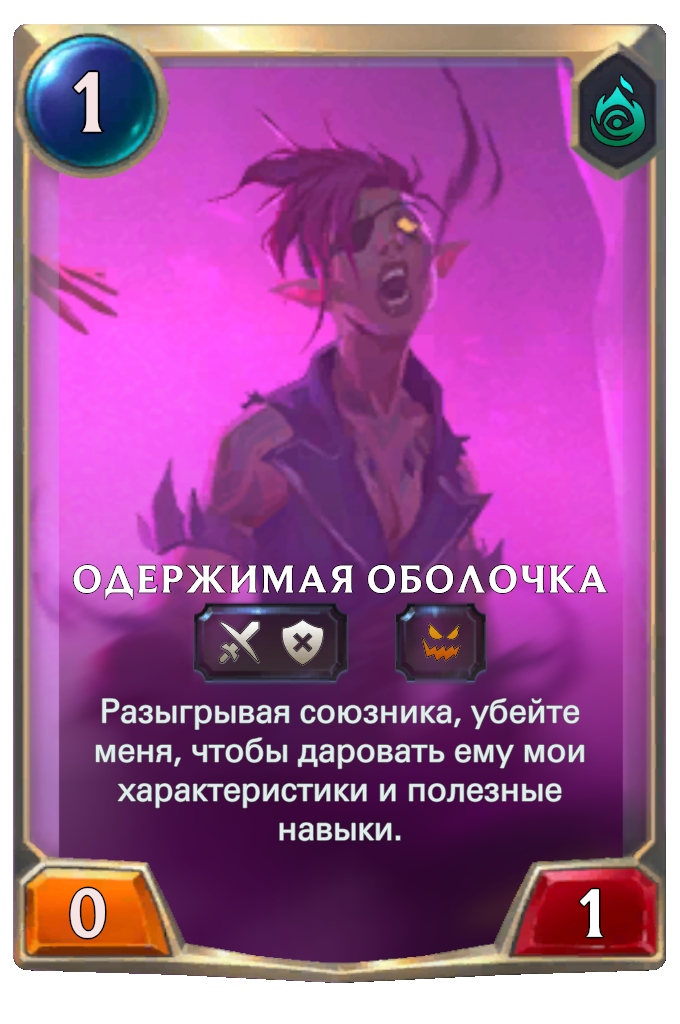 1
ОДЕРЖИМАЯ ОБОЛОЧКА
Разыгрывая союзника, убейте
меня, чтобы даровать ему мои
характеристики и полезные
навыки.
0
1